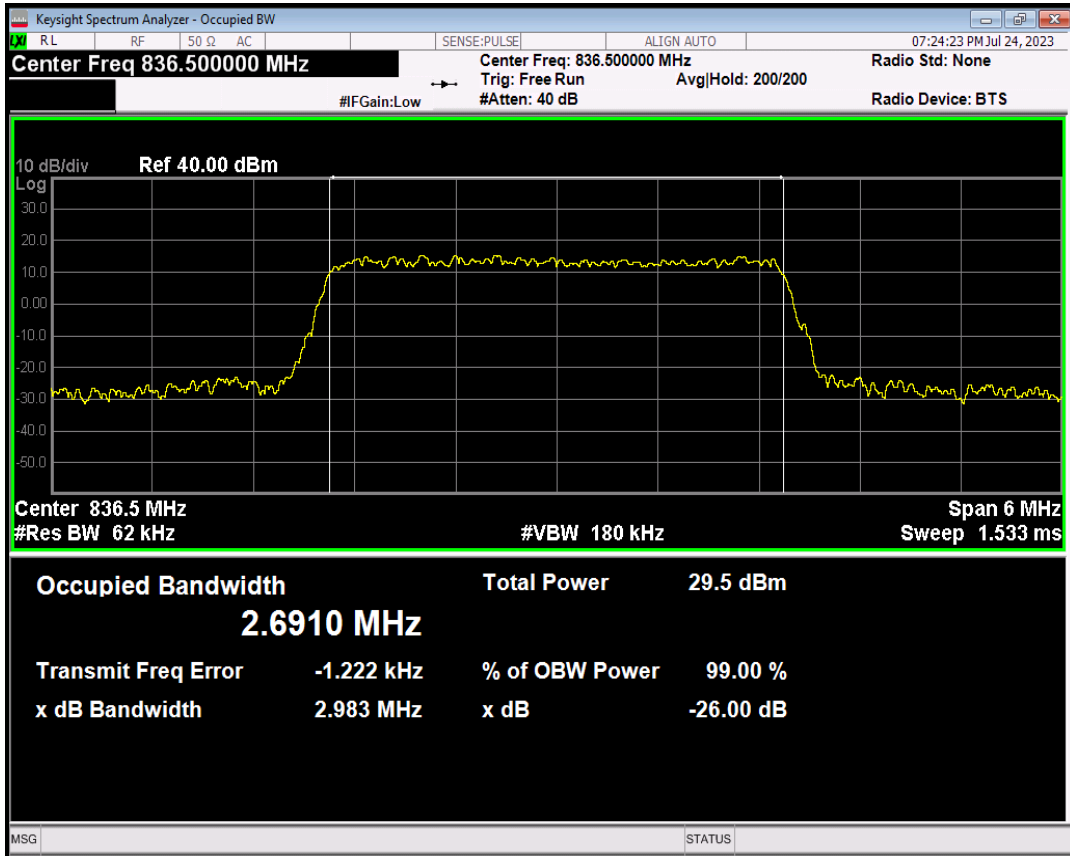 Keysight Spectrum Analyzer - Occupied BW
LXI RL RF 50 Ω AC SENSE:PULSE ALIGN AUTO 07:24:23 PM Jul 24, 2023
Center Freq 836.500000 MHz Center Freq: 836.500000 MHz Radio Std: None
Trig: Free Run Avg|Hold: 200/200
#IFGain:Low #Atten: 40 dB Radio Device: BTS
10 dB/div Ref 40.00 dBm
Log
30.0
20.0
10.0
0.00
-10.0
-20.0
-30.0
-40.0
-50.0
Center 836.5 MHz Span 6 MHz
#Res BW 62 kHz #VBW 180 kHz Sweep 1.533 ms
Occupied Bandwidth Total Power 29.5 dBm
2.6910 MHz
Transmit Freq Error -1.222 kHz % of OBW Power 99.00 %
x dB Bandwidth 2.983 MHz x dB -26.00 dB
MSG STATUS